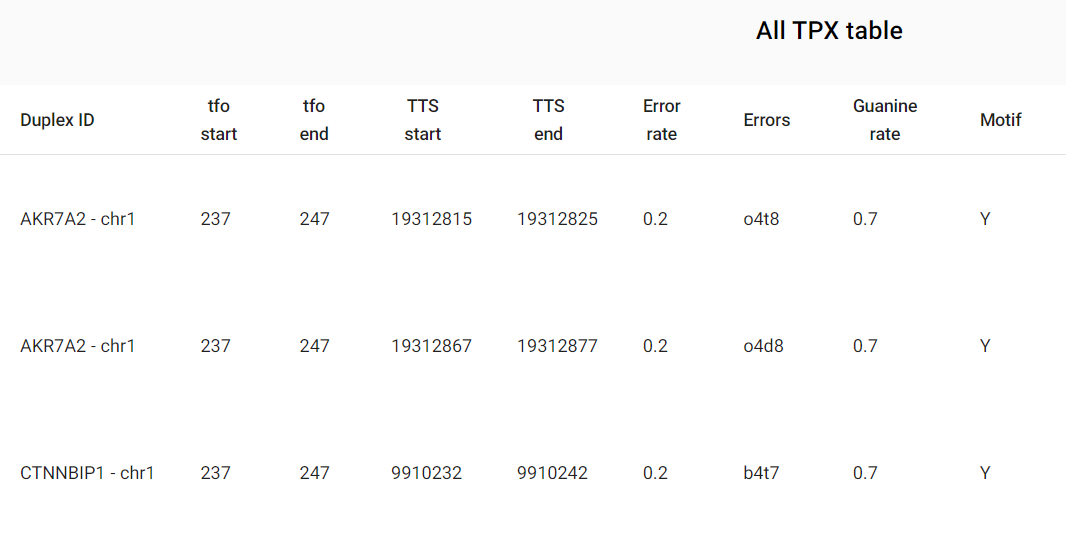 All TPX table
Duplex ID tfo start tfo end TTS start TTS end Error rate Errors Guanine rate Motif
AKR7A2 - chr1 237 247 19312815 19312825 0.2 o4t8 0.7 Y
AKR7A2 - chr1 237 247 19312867 19312877 0.2 o4d8 0.7 Y
CTNNBIP1 - chr1 237 247 9910232 9910242 0.2 b4t7 0.7 Y